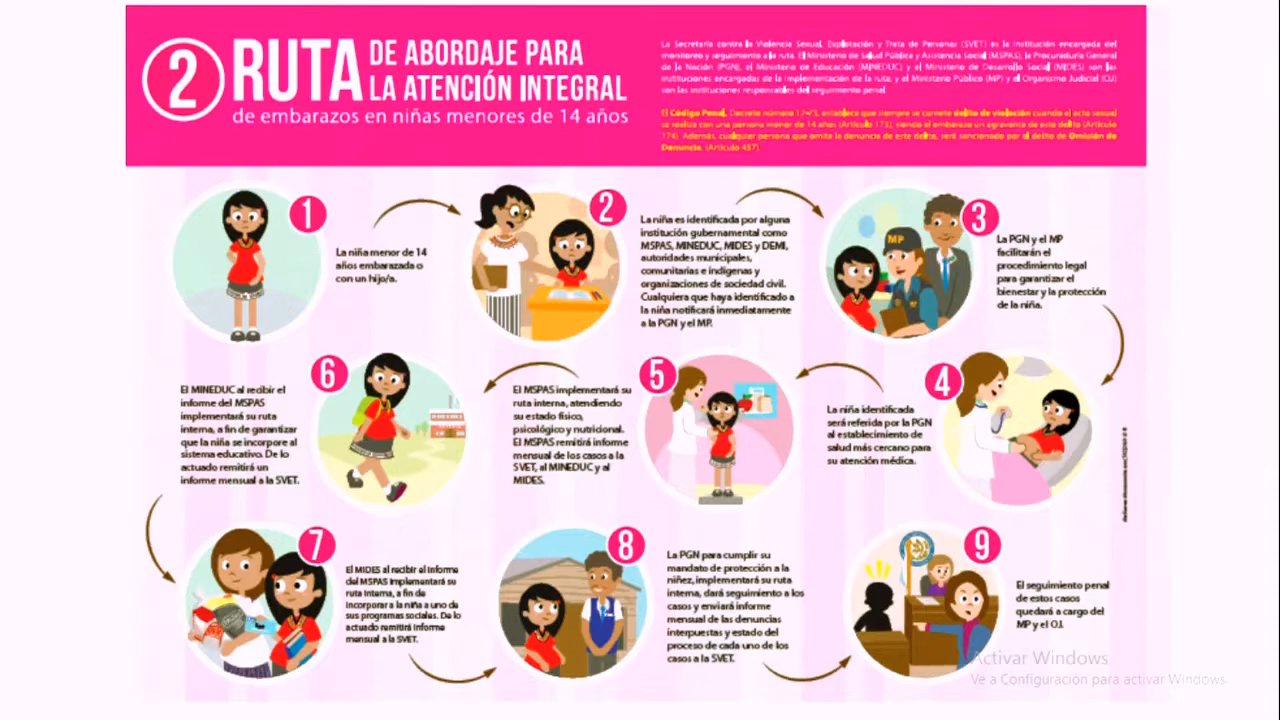 2
RUTA DE ABORDAJE PARA
LA ATENCIÓN INTEGRAL
de embarazos en niñas menores de 14 años
La Secretaría contra la Violencia Sexual, Explotación y Trata de Personas (SVET) es la Institución encargada del
monitoreo y seguimiento a la ruta. El Ministerio de Salud Pública y Asistencia Social (MSPAS), la Procuraduría General
de la Nación (PGN), el Ministerio de Educación (MINEDUC) y el Ministerio de Desarrollo Social (MIDES) son las
instituciones encargadas de la implementación de la ruta; y el Ministerio Público (MP) y el Organismo Judicial (OJ)
son las instituciones responsables del seguimiento penal.
El Código Penal, Decreto número 17-73, establece que siempre se comete delito de violación cuando el acto sexual
se realiza con una persona menor de 14 años (Artículo 173), siendo el embarazo un agravante de este delito (Artículo
174). Además, cualquier persona que omita la denuncia de este delito, será sancionado por el delito de Omisión de
Denuncia. (Artículo 457).
1
La niña menor de 14
años embarazada o
con un hijo/a.
2
La niña es identificada por alguna
institución gubernamental como
MSPAS, MINEDUC, MIDES y DEMI,
autoridades municipales,
comunitarias e indígenas y
organizaciones de sociedad civil.
Cualquiera que haya identificado a
la niña notificará inmediatamente
a la PGN y el MP.
MP
3
La PGN y el MP
facilitarán el
procedimiento legal
para garantizar el
bienestar y la protección
de la niña.
4
La niña identificada
será referida por la PGN
al establecimiento de
salud más cercano para
su atención médica.
5
El MSPAS implementará su
ruta interna, atendiendo
su estado físico,
psicológico y nutricional.
El MSPAS remitirá informe
mensual de los casos a la
SVET, al MINEDUC y al
MIDES.
6
El MINEDUC al recibir el
informe del MSPAS
implementará su ruta
interna, a fin de garantizar
que la niña se incorpore al
sistema educativo. De lo
actuado remitirá un
informe mensual a la SVET.
7
El MIDES al recibir el informe
del MSPAS implementará su
ruta interna, a fin de
incorporar a la niña a uno de
sus programas sociales. De lo
actuado remitirá informe
mensual a la SVET.
8
La PGN para cumplir su
mandato de protección a la
niñez, implementará su ruta
interna, dará seguimiento a los
casos y enviará informe
mensual de las denuncias
interpuestas y estado del
proceso de cada uno de los
casos a la SVET.
9
El seguimiento penal
de estos casos
quedará a cargo del
MP y el OJ.
Activar Windows
Ve a Configuración para activar Windows.